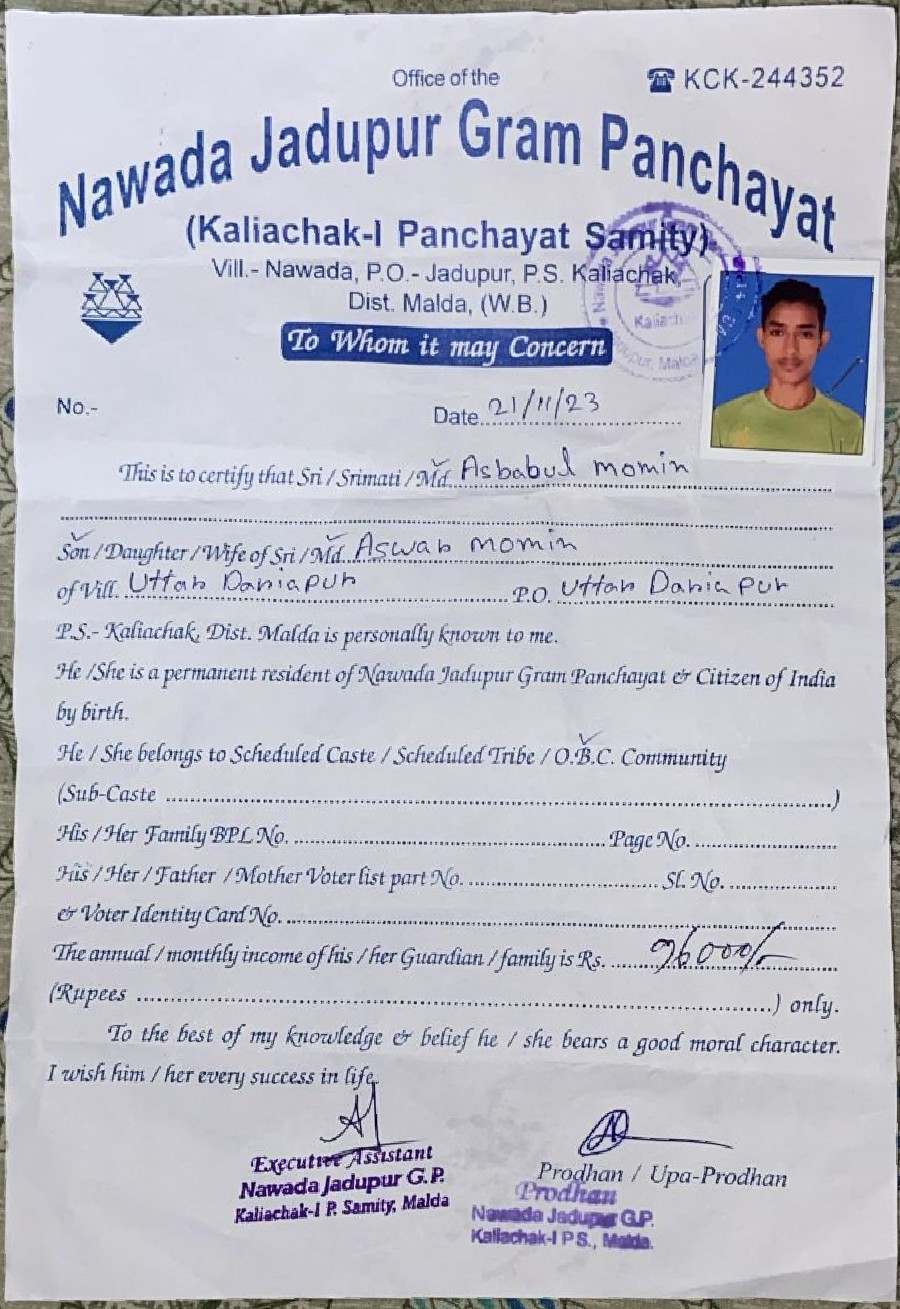 Office of the
☎ KCK-244352
Nawada Jadupur Gram Panchayat
(Kaliachak-I Panchayat Samity)
Vill.- Nawada, P.O.- Jadupur, P.S. Kaliachak,
Dist. Malda, (W.B.)
To Whom it may Concern
No.-
Date 21/11/23
This is to certify that Sri / Srimati / Md. Asbabul momin
Son / Daughter / Wife of Sri / Md. Aswab momin
of Vill. Uttar Dariapur P.O. Uttar Dariapur
P.S.- Kaliachak, Dist. Malda is personally known to me.
He /She is a permanent resident of Nawada Jadupur Gram Panchayat & Citizen of India
by birth.
He / She belongs to Scheduled Caste / Scheduled Tribe / O.B.C. Community
(Sub-Caste )
His / Her Family BPL No. Page No.
His / Her / Father / Mother Voter list part No. Sl. No.
& Voter Identity Card No.
The annual / monthly income of his / her Guardian / family is Rs. 96000/-
(Rupees ) only.
To the best of my knowledge & belief he / she bears a good moral character.
I wish him / her every success in life.
Executive Assistant
Nawada Jadupur G.P.
Kaliachak-I P. Samity, Malda
Prodhan / Upa-Prodhan
Prodhan
Nawada Jadupur G.P.
Kaliachak-I P.S., Malda.